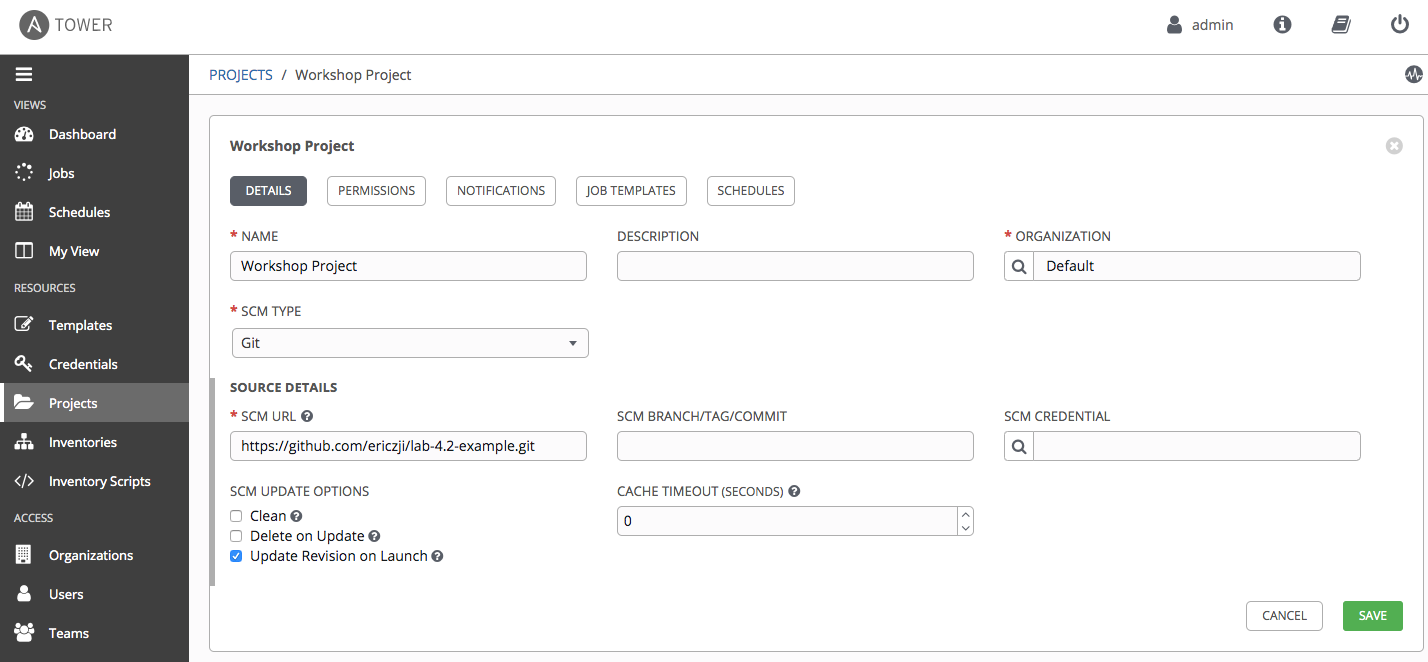 TOWER
admin
VIEWS
Dashboard
Jobs
Schedules
My View
RESOURCES
Templates
Credentials
Projects
Inventories
Inventory Scripts
ACCESS
Organizations
Users
Teams
PROJECTS / Workshop Project
Workshop Project
DETAILS PERMISSIONS NOTIFICATIONS JOB TEMPLATES SCHEDULES
* NAME DESCRIPTION * ORGANIZATION
Workshop Project Default
* SCM TYPE
Git
SOURCE DETAILS
* SCM URL SCM BRANCH/TAG/COMMIT SCM CREDENTIAL
https://github.com/ericzji/lab-4.2-example.git
SCM UPDATE OPTIONS CACHE TIMEOUT (SECONDS)
Clean
0
Delete on Update
Update Revision on Launch
CANCEL SAVE